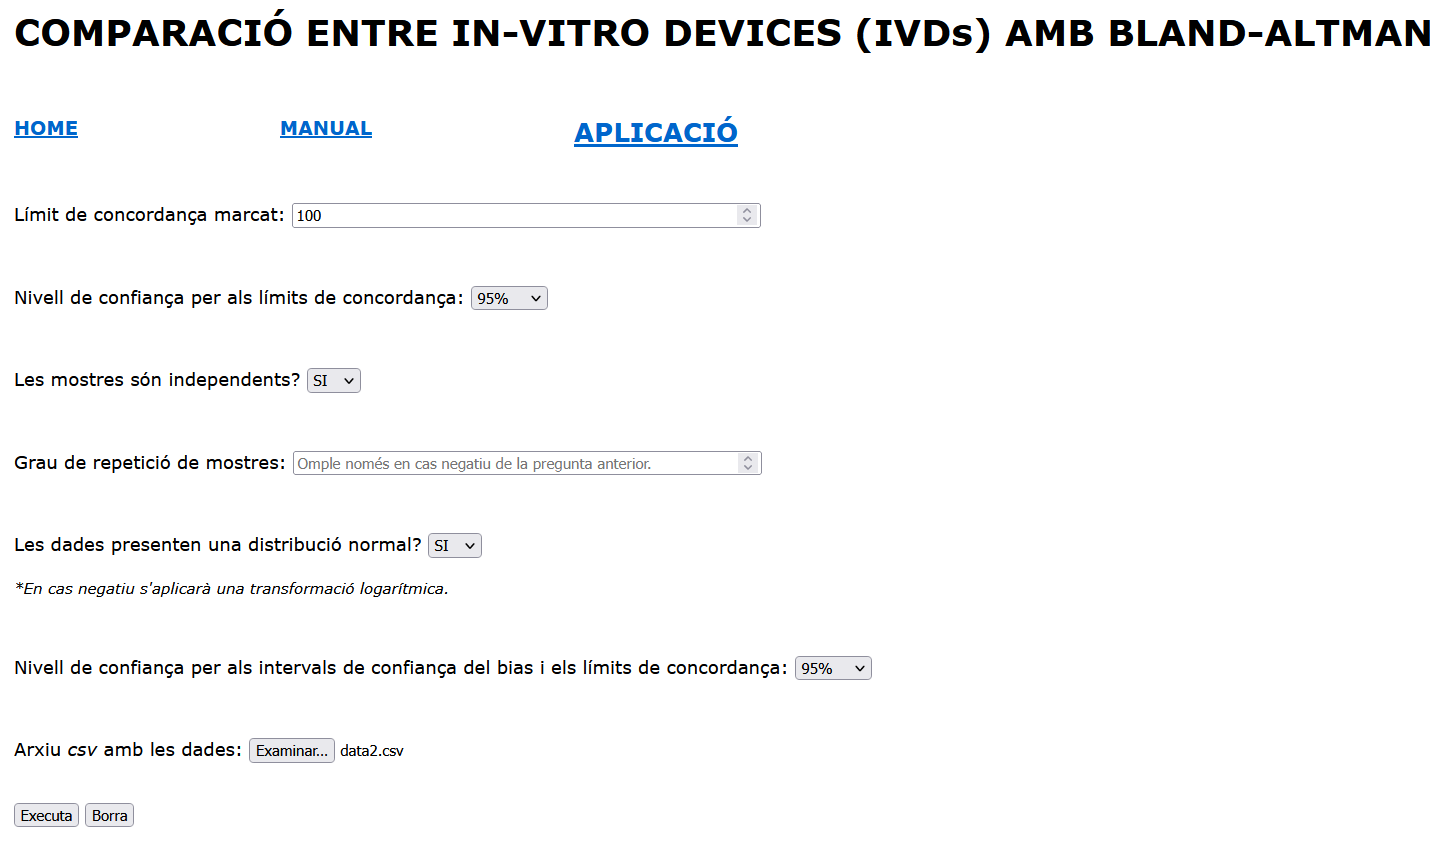 COMPARACIÓ ENTRE IN-VITRO DEVICES (IVDs) AMB BLAND-ALTMAN
HOME MANUAL APLICACIÓ
Límit de concordança marcat: 100
Nivell de confiança per als límits de concordança: 95%
Les mostres són independents? SI
Grau de repetició de mostres: Omple només en cas negatiu de la pregunta anterior.
Les dades presenten una distribució normal? SI
*En cas negatiu s'aplicarà una transformació logarítmica.
Nivell de confiança per als intervals de confiança del bias i els límits de concordança: 95%
Arxiu csv amb les dades: Examinar... data2.csv
Executa Borra